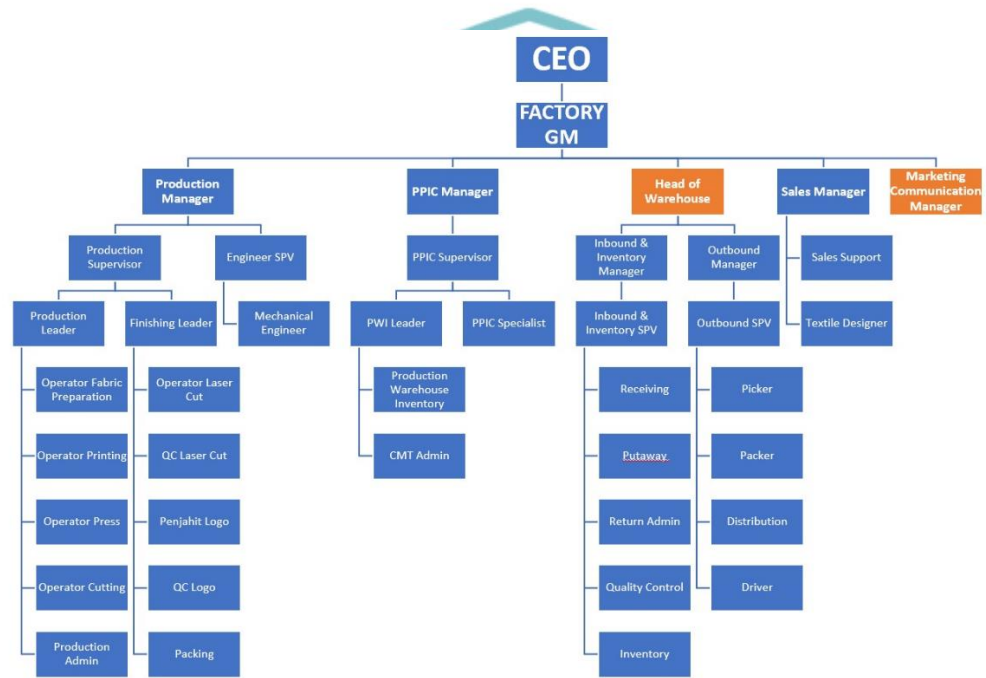 CEO
FACTORY
GM
Production
Manager
PPIC Manager
Head of
Warehouse
Sales Manager
Marketing
Communication
Manager
Production
Supervisor
Engineer SPV
PPIC Supervisor
Inbound &
Inventory
Manager
Outbound
Manager
Sales Support
Production
Leader
Finishing Leader
Mechanical
Engineer
PWI Leader
PPIC Specialist
Inbound &
Inventory SPV
Outbound SPV
Textile Designer
Operator Fabric
Preparation
Operator Laser
Cut
Production
Warehouse
Inventory
Receiving
Picker
Operator Printing
QC Laser Cut
CMT Admin
Putaway
Packer
Operator Press
Penjahit Logo
Return Admin
Distribution
Operator Cutting
QC Logo
Quality Control
Driver
Production
Admin
Packing
Inventory